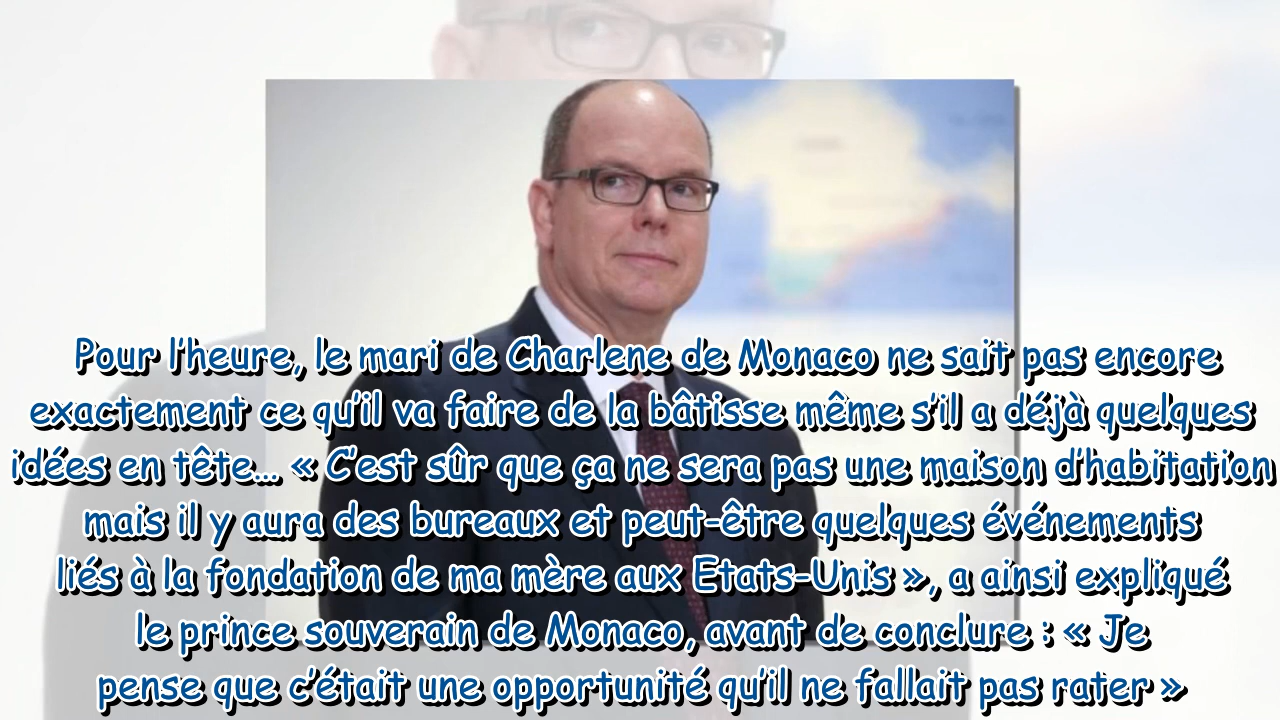 Pour l'heure, le mari de Charlene de Monaco ne sait pas encore
exactement ce qu'il va faire de la bâtisse même s'il a déjà quelques
idées en tête... « C'est sûr que ça ne sera pas une maison d'habitation
mais il y aura des bureaux et peut-être quelques événements
liés à la fondation de ma mère aux Etats-Unis », a ainsi expliqué
le prince souverain de Monaco, avant de conclure : « Je
pense que c'était une opportunité qu'il ne fallait pas rater »